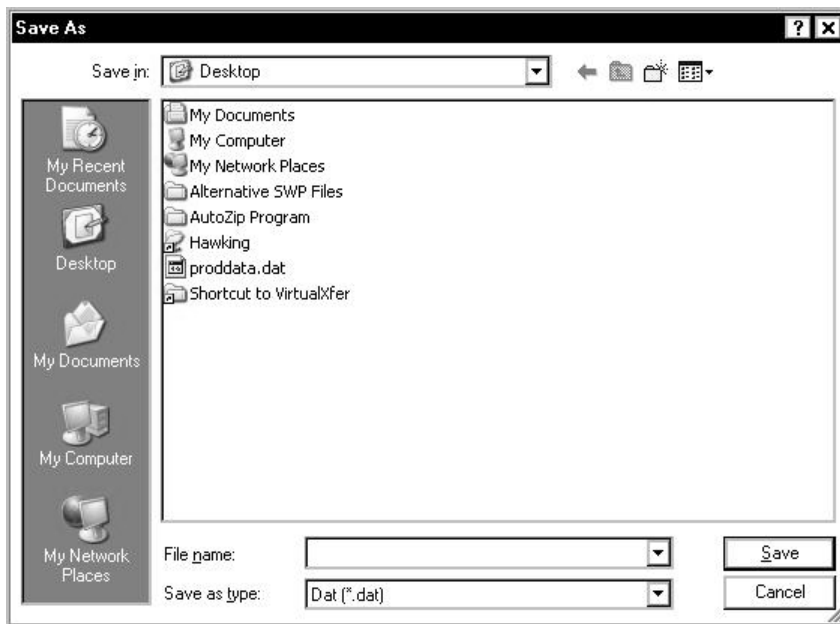 Save As
Save in: Desktop
My Recent
Documents
Desktop
My Documents
My Computer
My Network
Places
My Documents
My Computer
My Network Places
Alternative SWP Files
AutoZip Program
Hawking
proddata.dat
Shortcut to VirtualXfer
File name:
Save
Save as type: Dat (*.dat)
Cancel